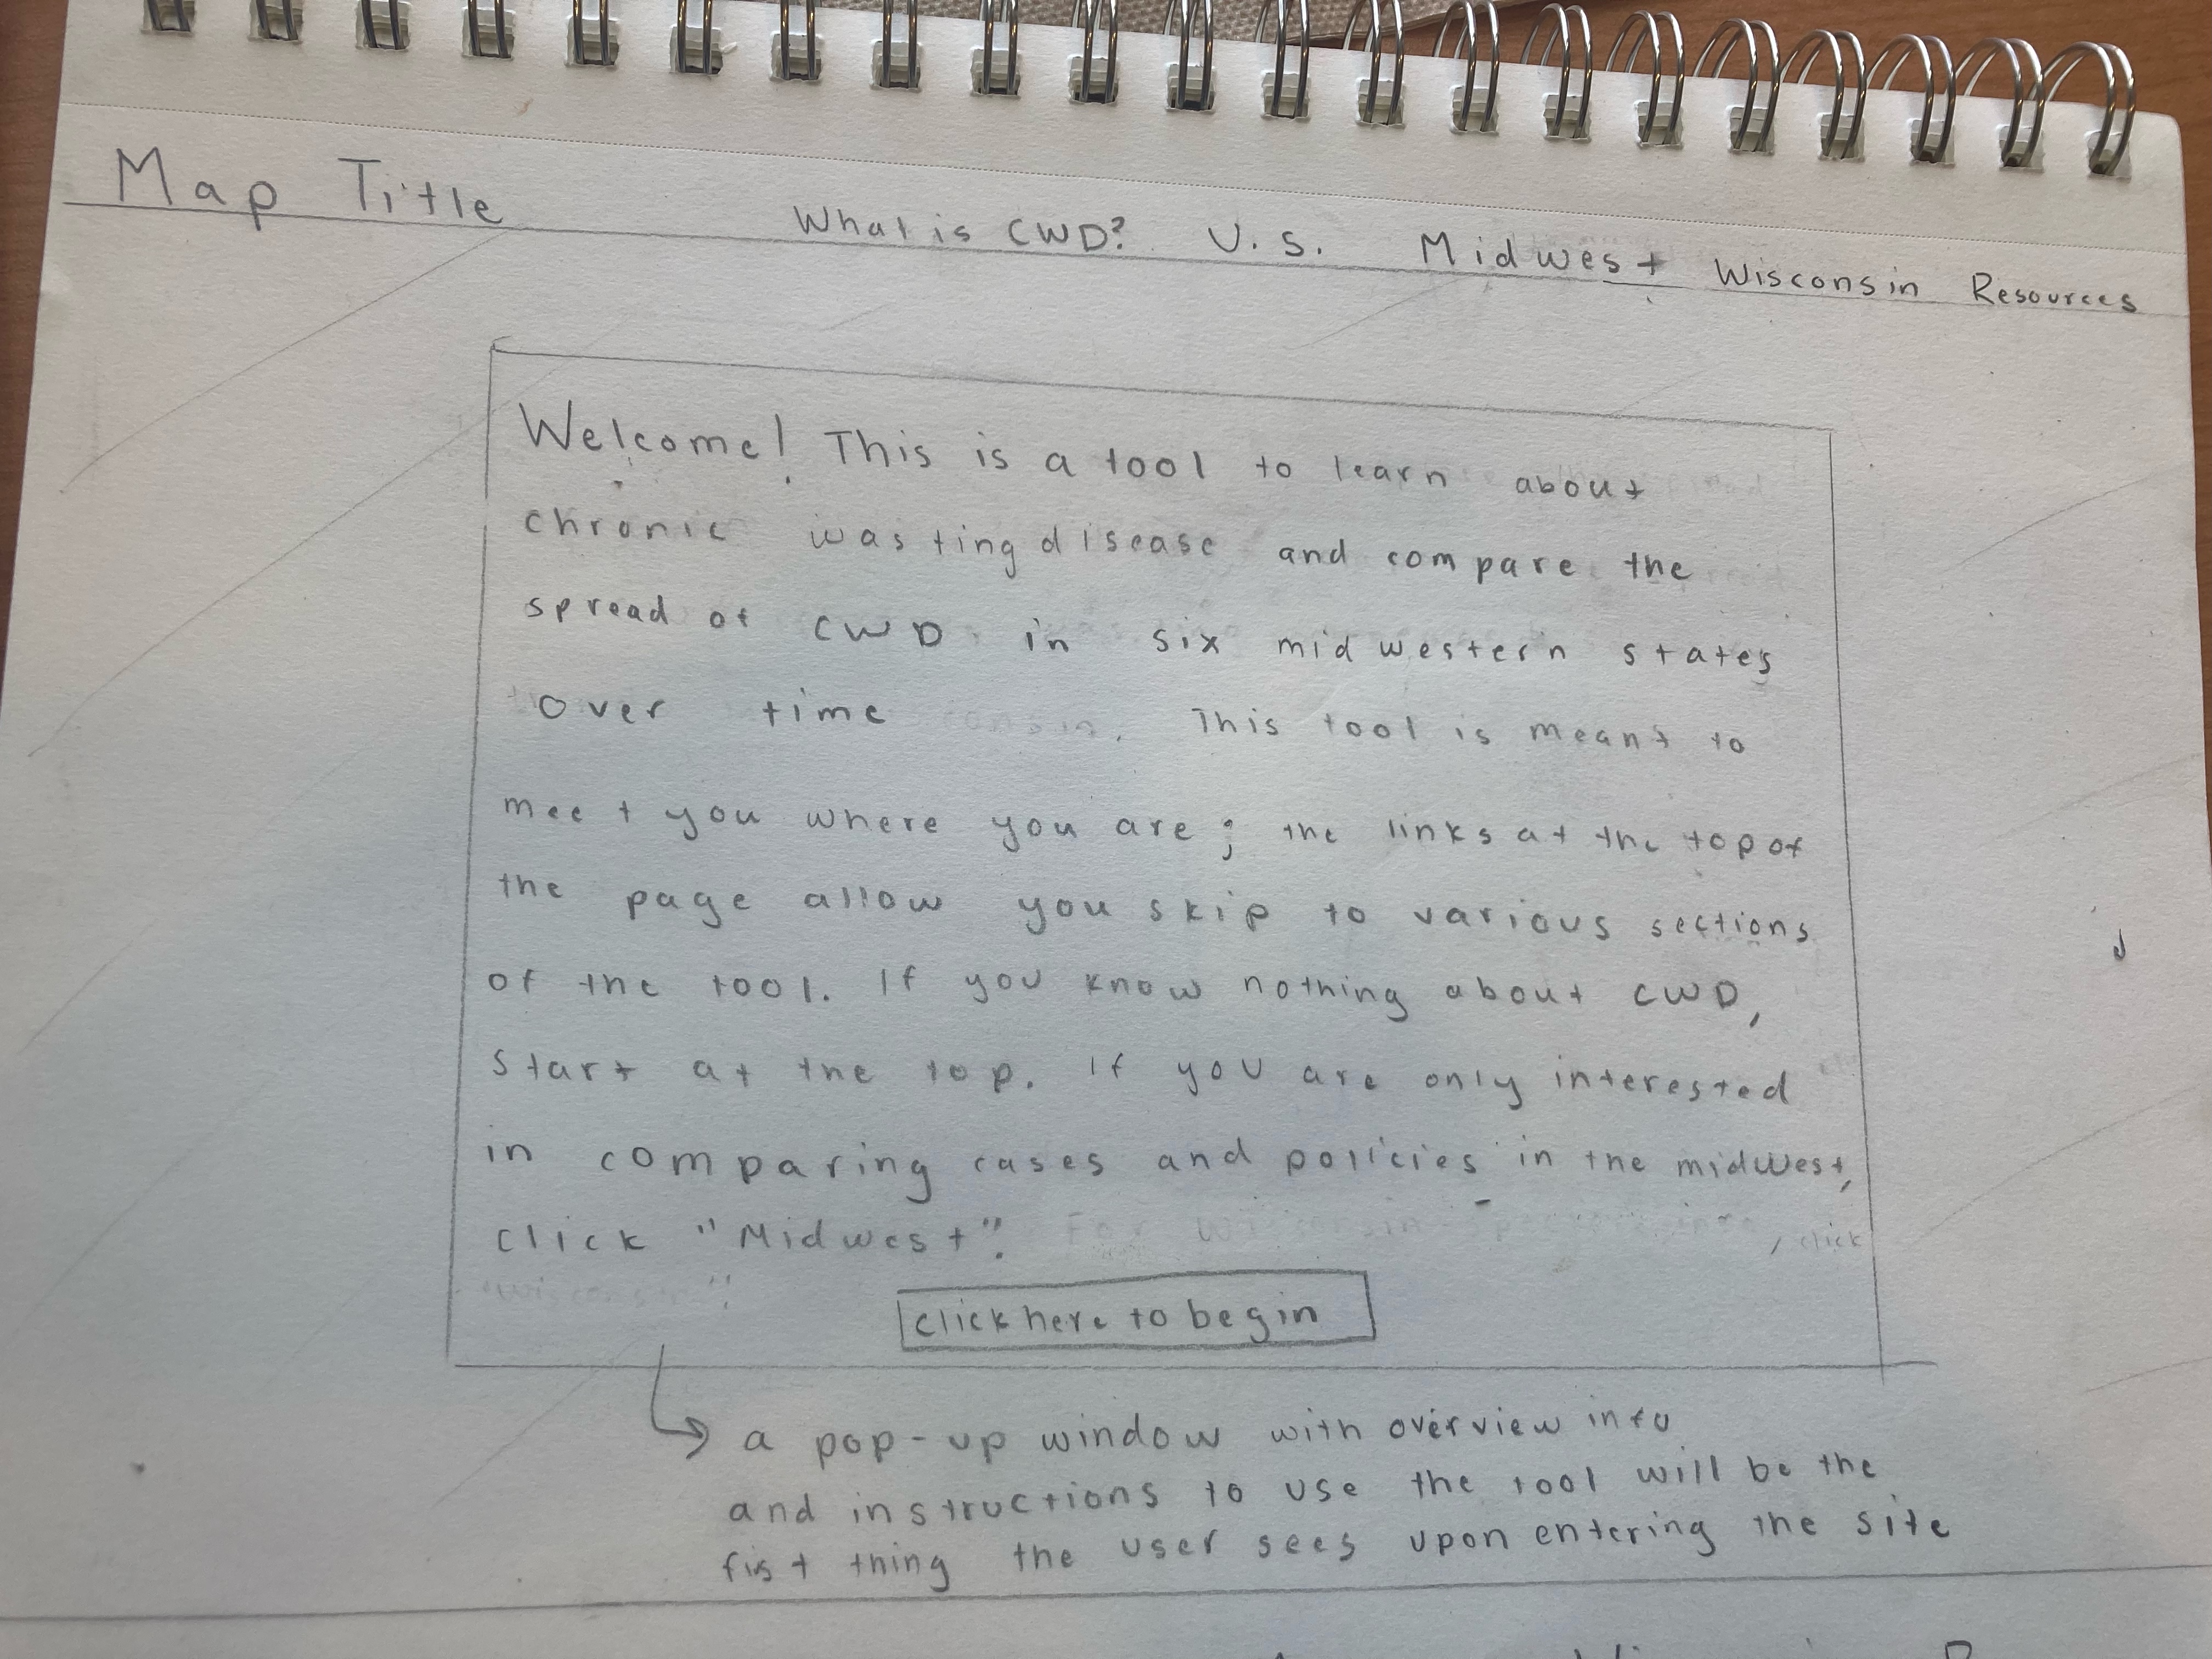 Map Title
What is CWD? U.S. Midwest Wisconsin Resources
Welcome! This is a tool to learn about
chronic wasting disease and compare the
spread of CWD in six midwestern states
over time. This tool is meant to
meet you where you are; the links at the top of
the page allow you skip to various sections
of the tool. If you know nothing about CWD,
start at the top. If you are only interested
in comparing cases and policies in the midwest,
click "Midwest". For Wisconsin , click
"Wisconsin".
click here to begin
a pop-up window with overview info
and instructions to use the tool will be the
fist thing the user sees upon entering the site